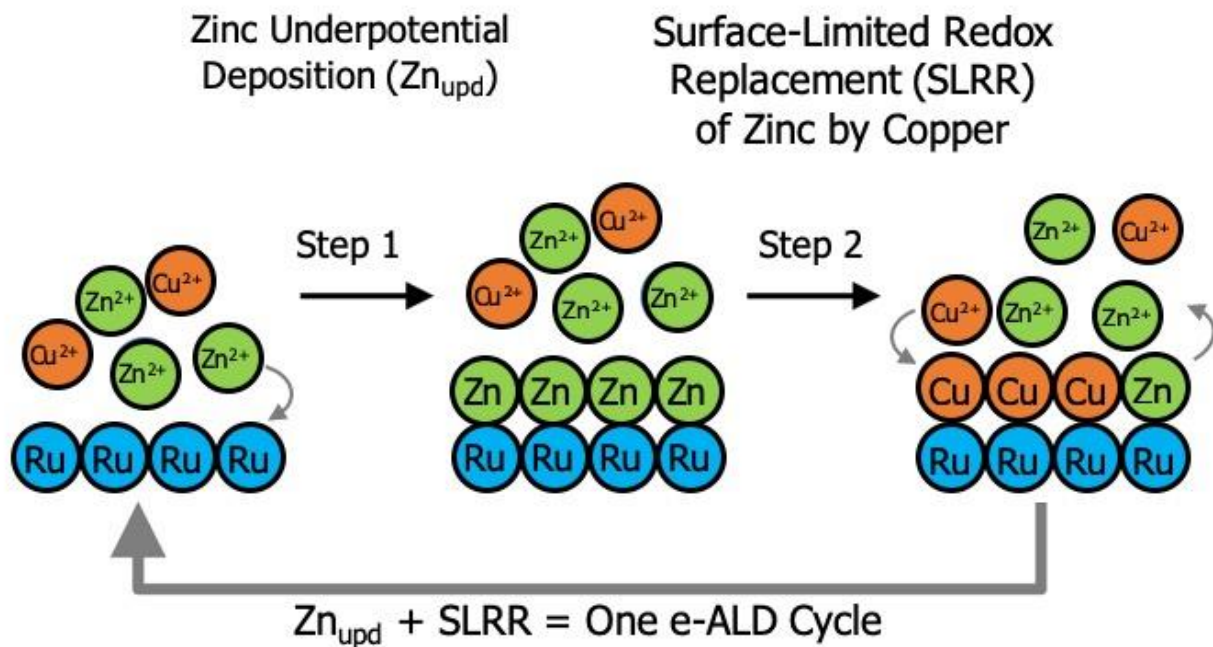 Zinc Underpotential
Deposition (Zn_upd)
Surface-Limited Redox
Replacement (SLRR)
of Zinc by Copper
Step 1
Step 2
Cu²⁺
Zn²⁺
Cu²⁺
Zn²⁺
Zn²⁺
Ru Ru Ru Ru
Cu²⁺
Zn²⁺
Cu²⁺
Zn²⁺
Zn²⁺
Zn Zn Zn Zn
Ru Ru Ru Ru
Zn²⁺ Cu²⁺
Cu²⁺ Zn²⁺ Zn²⁺
Cu Cu Cu Zn
Ru Ru Ru Ru
Zn_upd + SLRR = One e-ALD Cycle